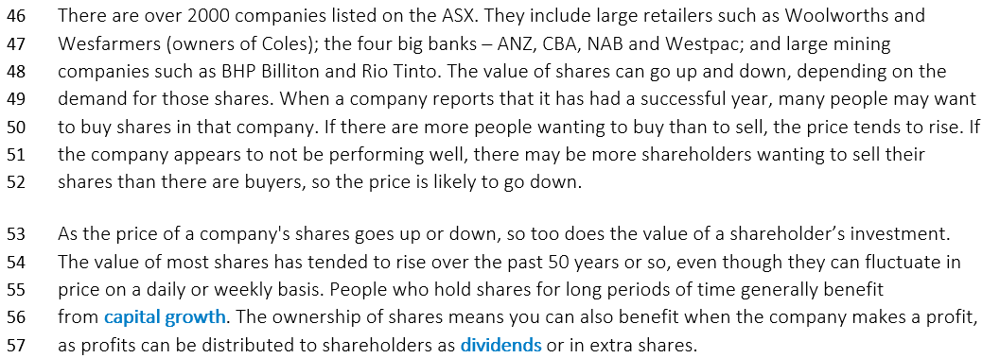 46 There are over 2000 companies listed on the ASX. They include large retailers such as Woolworths and
47 Wesfarmers (owners of Coles); the four big banks – ANZ, CBA, NAB and Westpac; and large mining
48 companies such as BHP Billiton and Rio Tinto. The value of shares can go up and down, depending on the
49 demand for those shares. When a company reports that it has had a successful year, many people may want
50 to buy shares in that company. If there are more people wanting to buy than to sell, the price tends to rise. If
51 the company appears to not be performing well, there may be more shareholders wanting to sell their
52 shares than there are buyers, so the price is likely to go down.
53 As the price of a company's shares goes up or down, so too does the value of a shareholder’s investment.
54 The value of most shares has tended to rise over the past 50 years or so, even though they can fluctuate in
55 price on a daily or weekly basis. People who hold shares for long periods of time generally benefit
56 from capital growth. The ownership of shares means you can also benefit when the company makes a profit,
57 as profits can be distributed to shareholders as dividends or in extra shares.